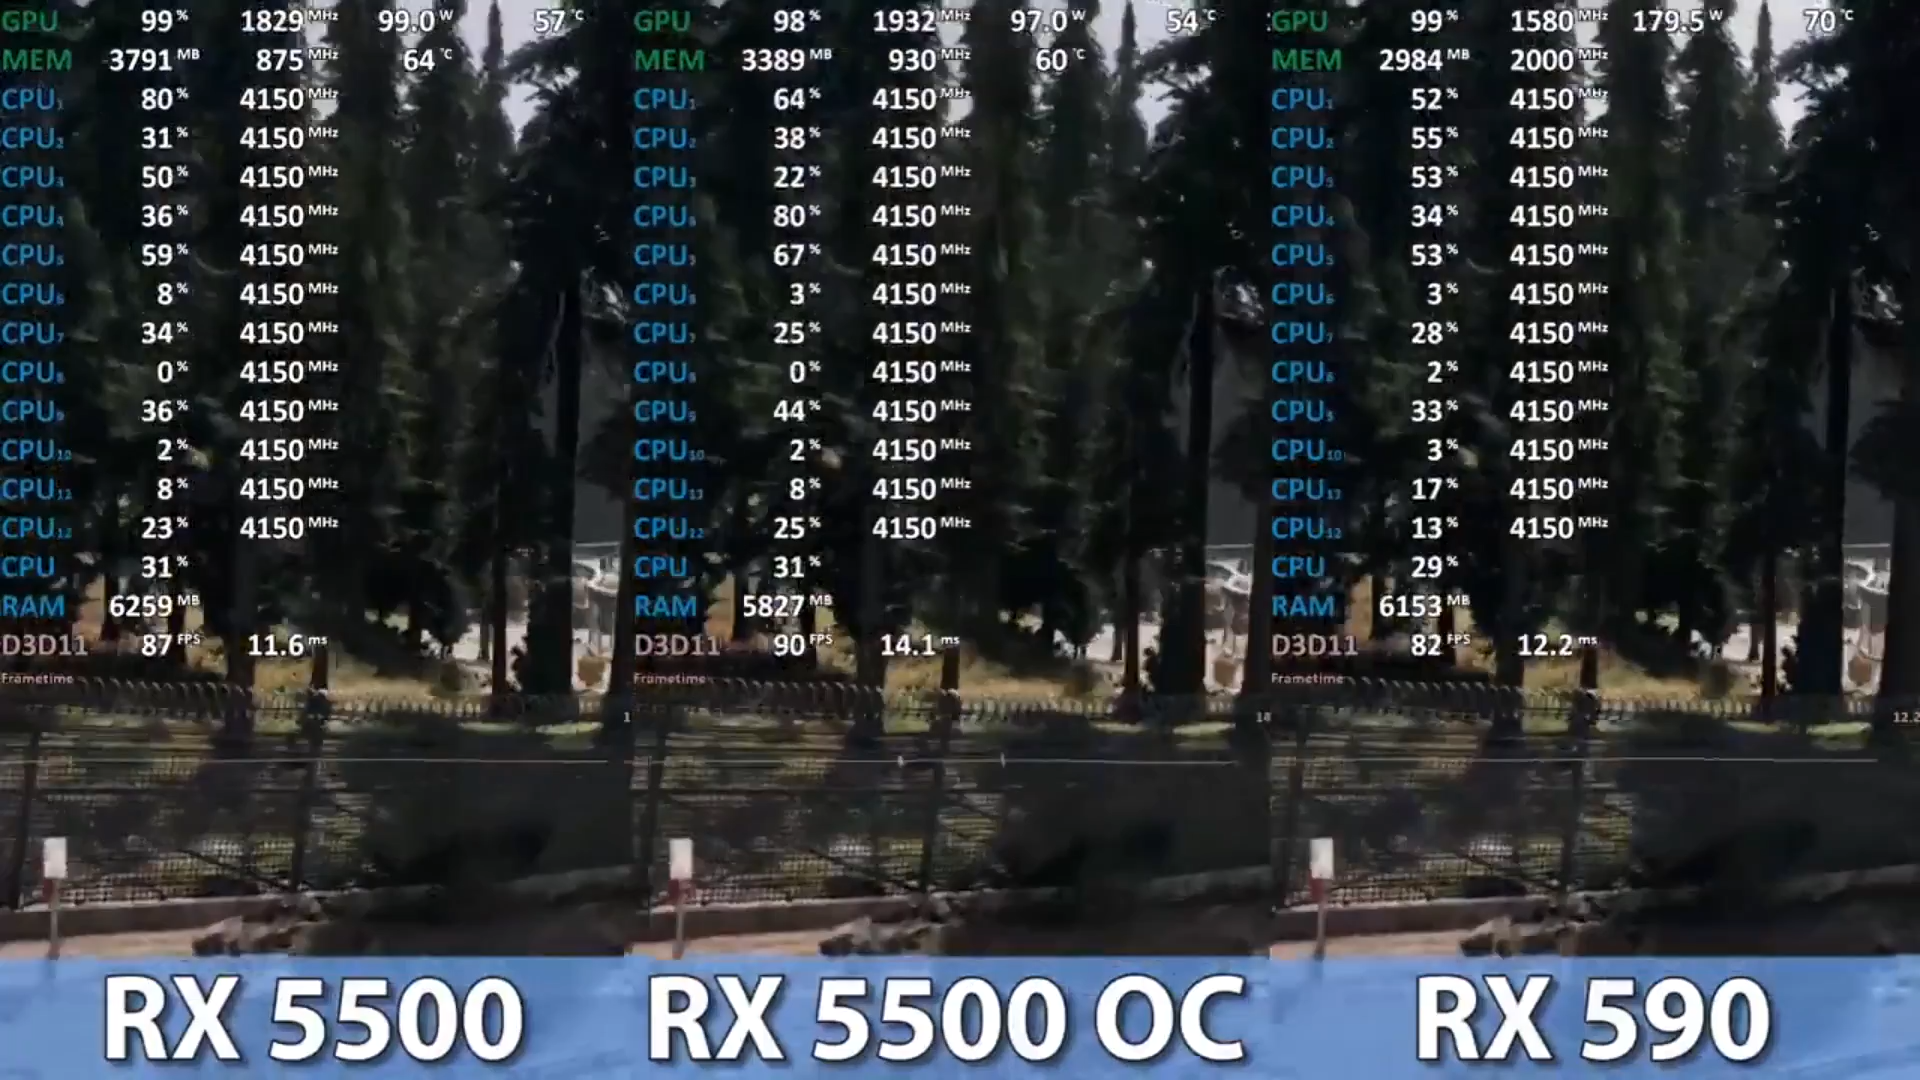 GPU 99% 1829 MHz 99.0 W 57 °C
MEM 3791 MB 875 MHz 64 °C
CPU1 80% 4150 MHz
CPU2 31% 4150 MHz
CPU3 50% 4150 MHz
CPU4 36% 4150 MHz
CPU5 59% 4150 MHz
CPU6 8% 4150 MHz
CPU7 34% 4150 MHz
CPU8 0% 4150 MHz
CPU9 36% 4150 MHz
CPU10 2% 4150 MHz
CPU11 8% 4150 MHz
CPU12 23% 4150 MHz
CPU 31%
RAM 6259 MB
D3D11 87 FPS 11.6 ms
Frametime
RX 5500
GPU 98% 1932 MHz 97.0 W 54 °C
MEM 3389 MB 930 MHz 60 °C
CPU1 64% 4150 MHz
CPU2 38% 4150 MHz
CPU3 22% 4150 MHz
CPU4 80% 4150 MHz
CPU5 67% 4150 MHz
CPU6 3% 4150 MHz
CPU7 25% 4150 MHz
CPU8 0% 4150 MHz
CPU9 44% 4150 MHz
CPU10 2% 4150 MHz
CPU11 8% 4150 MHz
CPU12 25% 4150 MHz
CPU 31%
RAM 5827 MB
D3D11 90 FPS 14.1 ms
Frametime
RX 5500 OC
GPU 99% 1580 MHz 179.5 W 70 °C
MEM 2984 MB 2000 MHz
CPU1 52% 4150 MHz
CPU2 55% 4150 MHz
CPU3 53% 4150 MHz
CPU4 34% 4150 MHz
CPU5 53% 4150 MHz
CPU6 3% 4150 MHz
CPU7 28% 4150 MHz
CPU8 2% 4150 MHz
CPU9 33% 4150 MHz
CPU10 3% 4150 MHz
CPU11 17% 4150 MHz
CPU12 13% 4150 MHz
CPU 29%
RAM 6153 MB
D3D11 82 FPS 12.2 ms
Frametime
12.2
RX 590